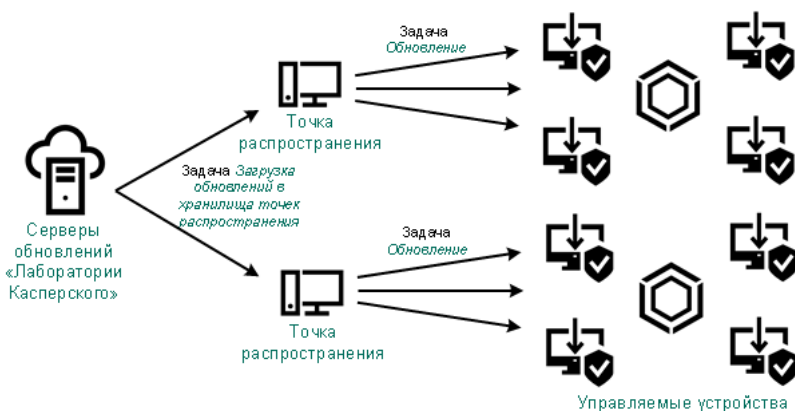 Задача
Обновление
Точка
распространения
Задача Загрузка
обновлений в
хранилища точек
распространения
Серверы
обновлений
«Лаборатории
Касперского»
Задача
Обновление
Точка
распространения
Управляемые устройства